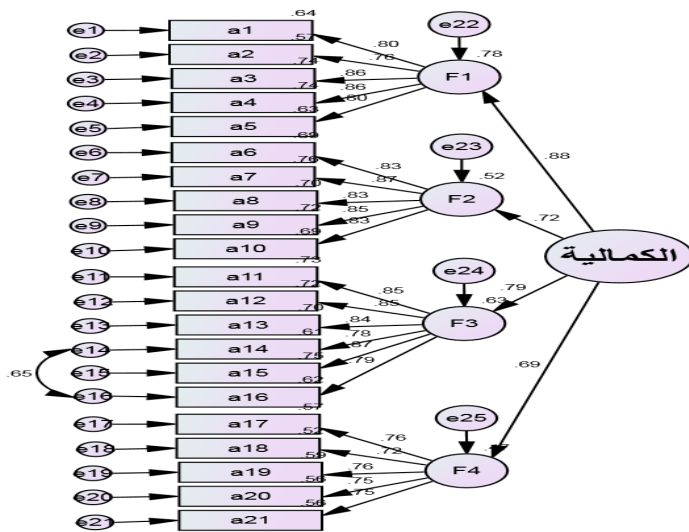 .64
e1 a1 .80 e22
.57
e2 a2 .76 .78
.74
e3 a3 .86 F1
.74
e4 a4 .86
.63
e5 a5 .80
.69
e6 a6 .88
.76
e7 a7 .83 e23
.70
e8 a8 .87 .52
.72
e9 a9 .83 F2
.85
.69
e10 a10 .83 .72
.73
الكمالية
e11 a11 e24
.72
e12 a12 .85 .79
.70
e13 a13 .85 .63
.61
e14 a14 .84 F3
.78
.75
.65 e15 a15 .87
.62
e16 a16 .79 .69
.57
e17 a17 e25
.52
e18 a18 .76
.59
e19 a19 .72 F4
.76
.56
e20 a20 .75
.56
e21 a21 .75